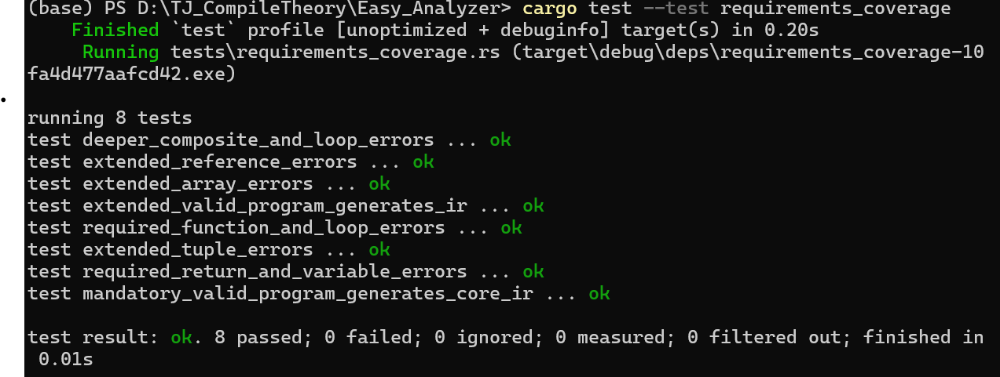 (base) PS D:\TJ_CompileTheory\Easy_Analyzer> cargo test --test requirements_coverage
    Finished `test` profile [unoptimized + debuginfo] target(s) in 0.20s
     Running tests\requirements_coverage.rs (target\debug\deps\requirements_coverage-10
fa4d477aafcd42.exe)

running 8 tests
test deeper_composite_and_loop_errors ... ok
test extended_reference_errors ... ok
test extended_array_errors ... ok
test extended_valid_program_generates_ir ... ok
test required_function_and_loop_errors ... ok
test extended_tuple_errors ... ok
test required_return_and_variable_errors ... ok
test mandatory_valid_program_generates_core_ir ... ok

test result: ok. 8 passed; 0 failed; 0 ignored; 0 measured; 0 filtered out; finished in
 0.01s